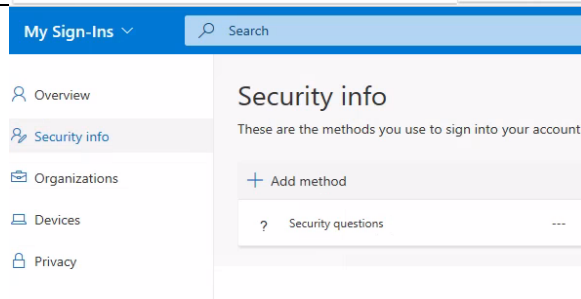 My Sign-Ins
Search
Overview
Security info
Organizations
Devices
Privacy
Security info
These are the methods you use to sign into your account
+ Add method
? Security questions ---